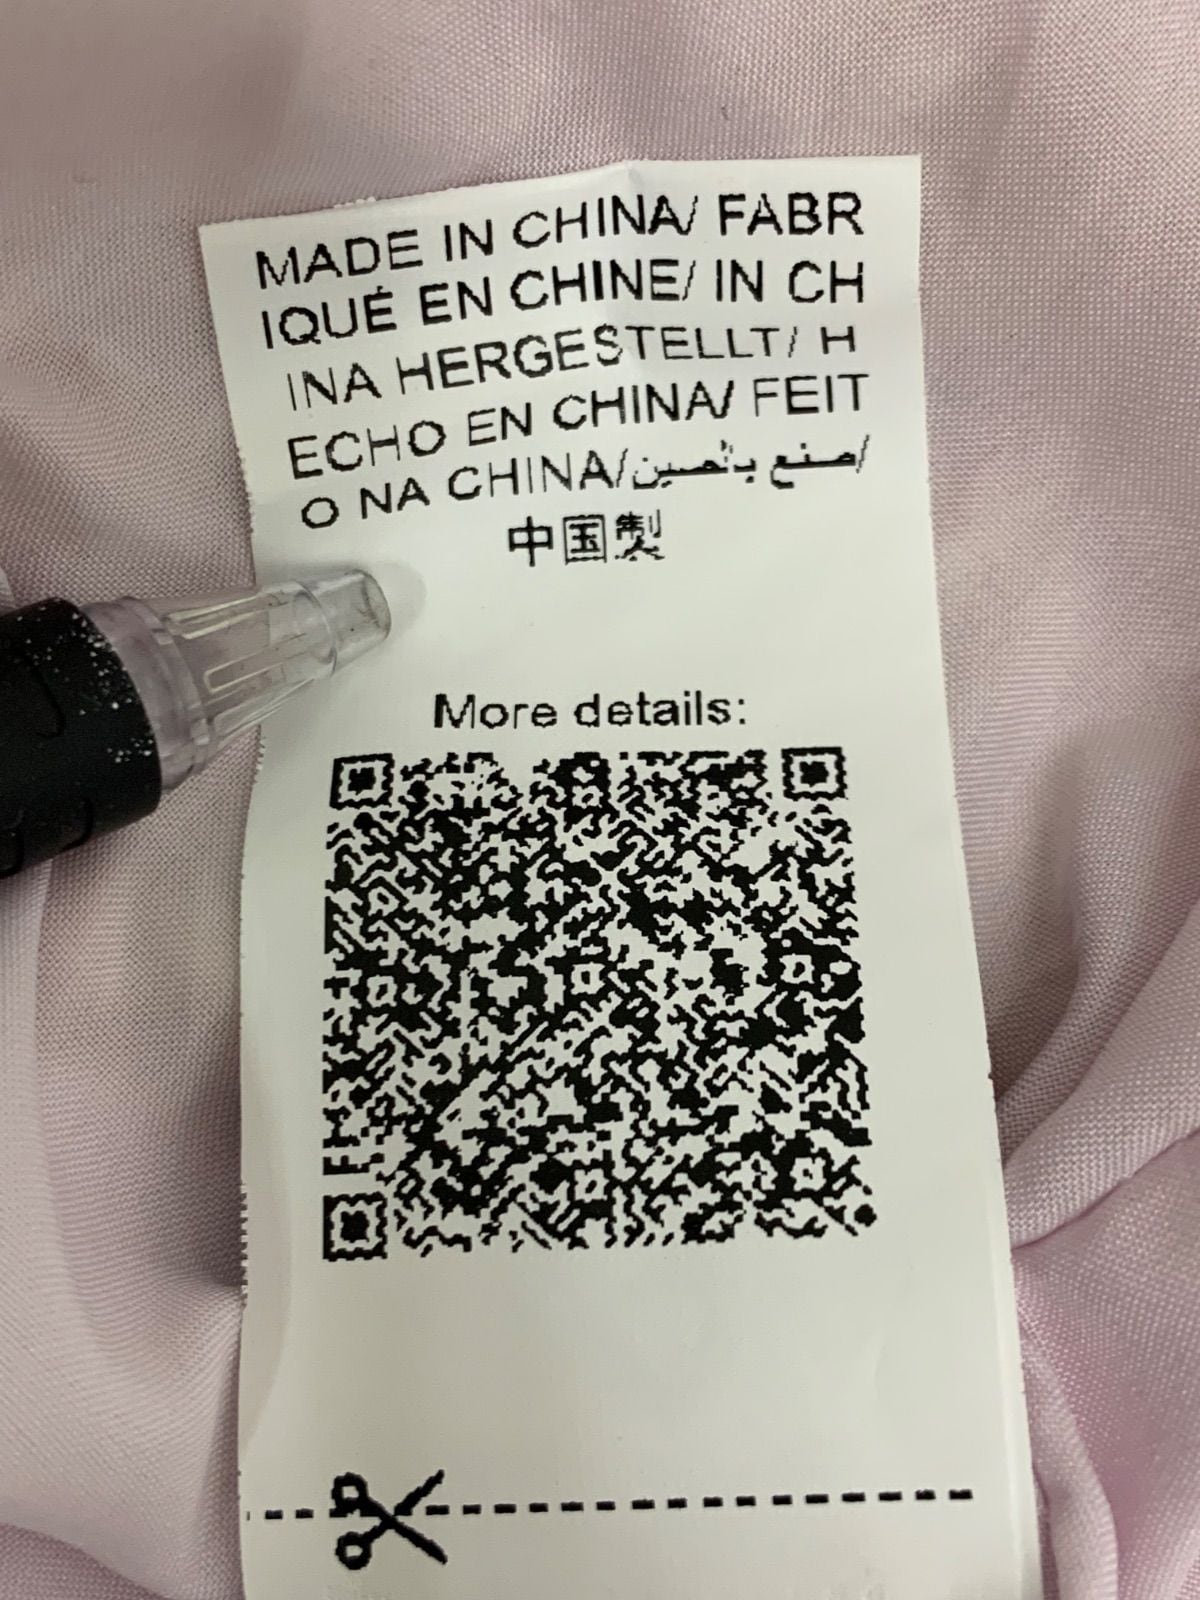 MADE IN CHINA/ FABR
IQUÉ EN CHINE/ IN CH
INA HERGESTELLT/ H
ECHO EN CHINA/ FEIT
O NA CHINA/صنع بالصين/
中国製
More details: